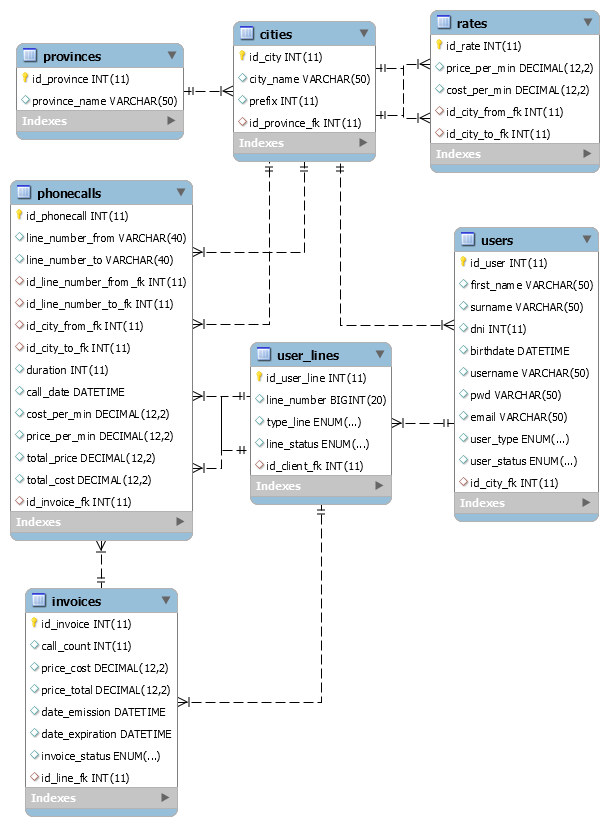 provinces
id_province INT(11)
province_name VARCHAR(50)
Indexes
cities
id_city INT(11)
city_name VARCHAR(50)
prefix INT(11)
id_province_fk INT(11)
Indexes
rates
id_rate INT(11)
price_per_min DECIMAL(12,2)
cost_per_min DECIMAL(12,2)
id_city_from_fk INT(11)
id_city_to_fk INT(11)
Indexes
phonecalls
id_phonecall INT(11)
line_number_from VARCHAR(40)
line_number_to VARCHAR(40)
id_line_number_from_fk INT(11)
id_line_number_to_fk INT(11)
id_city_from_fk INT(11)
id_city_to_fk INT(11)
duration INT(11)
call_date DATETIME
cost_per_min DECIMAL(12,2)
price_per_min DECIMAL(12,2)
total_price DECIMAL(12,2)
total_cost DECIMAL(12,2)
id_invoice_fk INT(11)
Indexes
user_lines
id_user_line INT(11)
line_number BIGINT(20)
type_line ENUM(...)
line_status ENUM(...)
id_client_fk INT(11)
Indexes
users
id_user INT(11)
first_name VARCHAR(50)
surname VARCHAR(50)
dni INT(11)
birthdate DATETIME
username VARCHAR(50)
pwd VARCHAR(50)
email VARCHAR(50)
user_type ENUM(...)
user_status ENUM(...)
id_city_fk INT(11)
Indexes
invoices
id_invoice INT(11)
call_count INT(11)
price_cost DECIMAL(12,2)
price_total DECIMAL(12,2)
date_emission DATETIME
date_expiration DATETIME
invoice_status ENUM(...)
id_line_fk INT(11)
Indexes